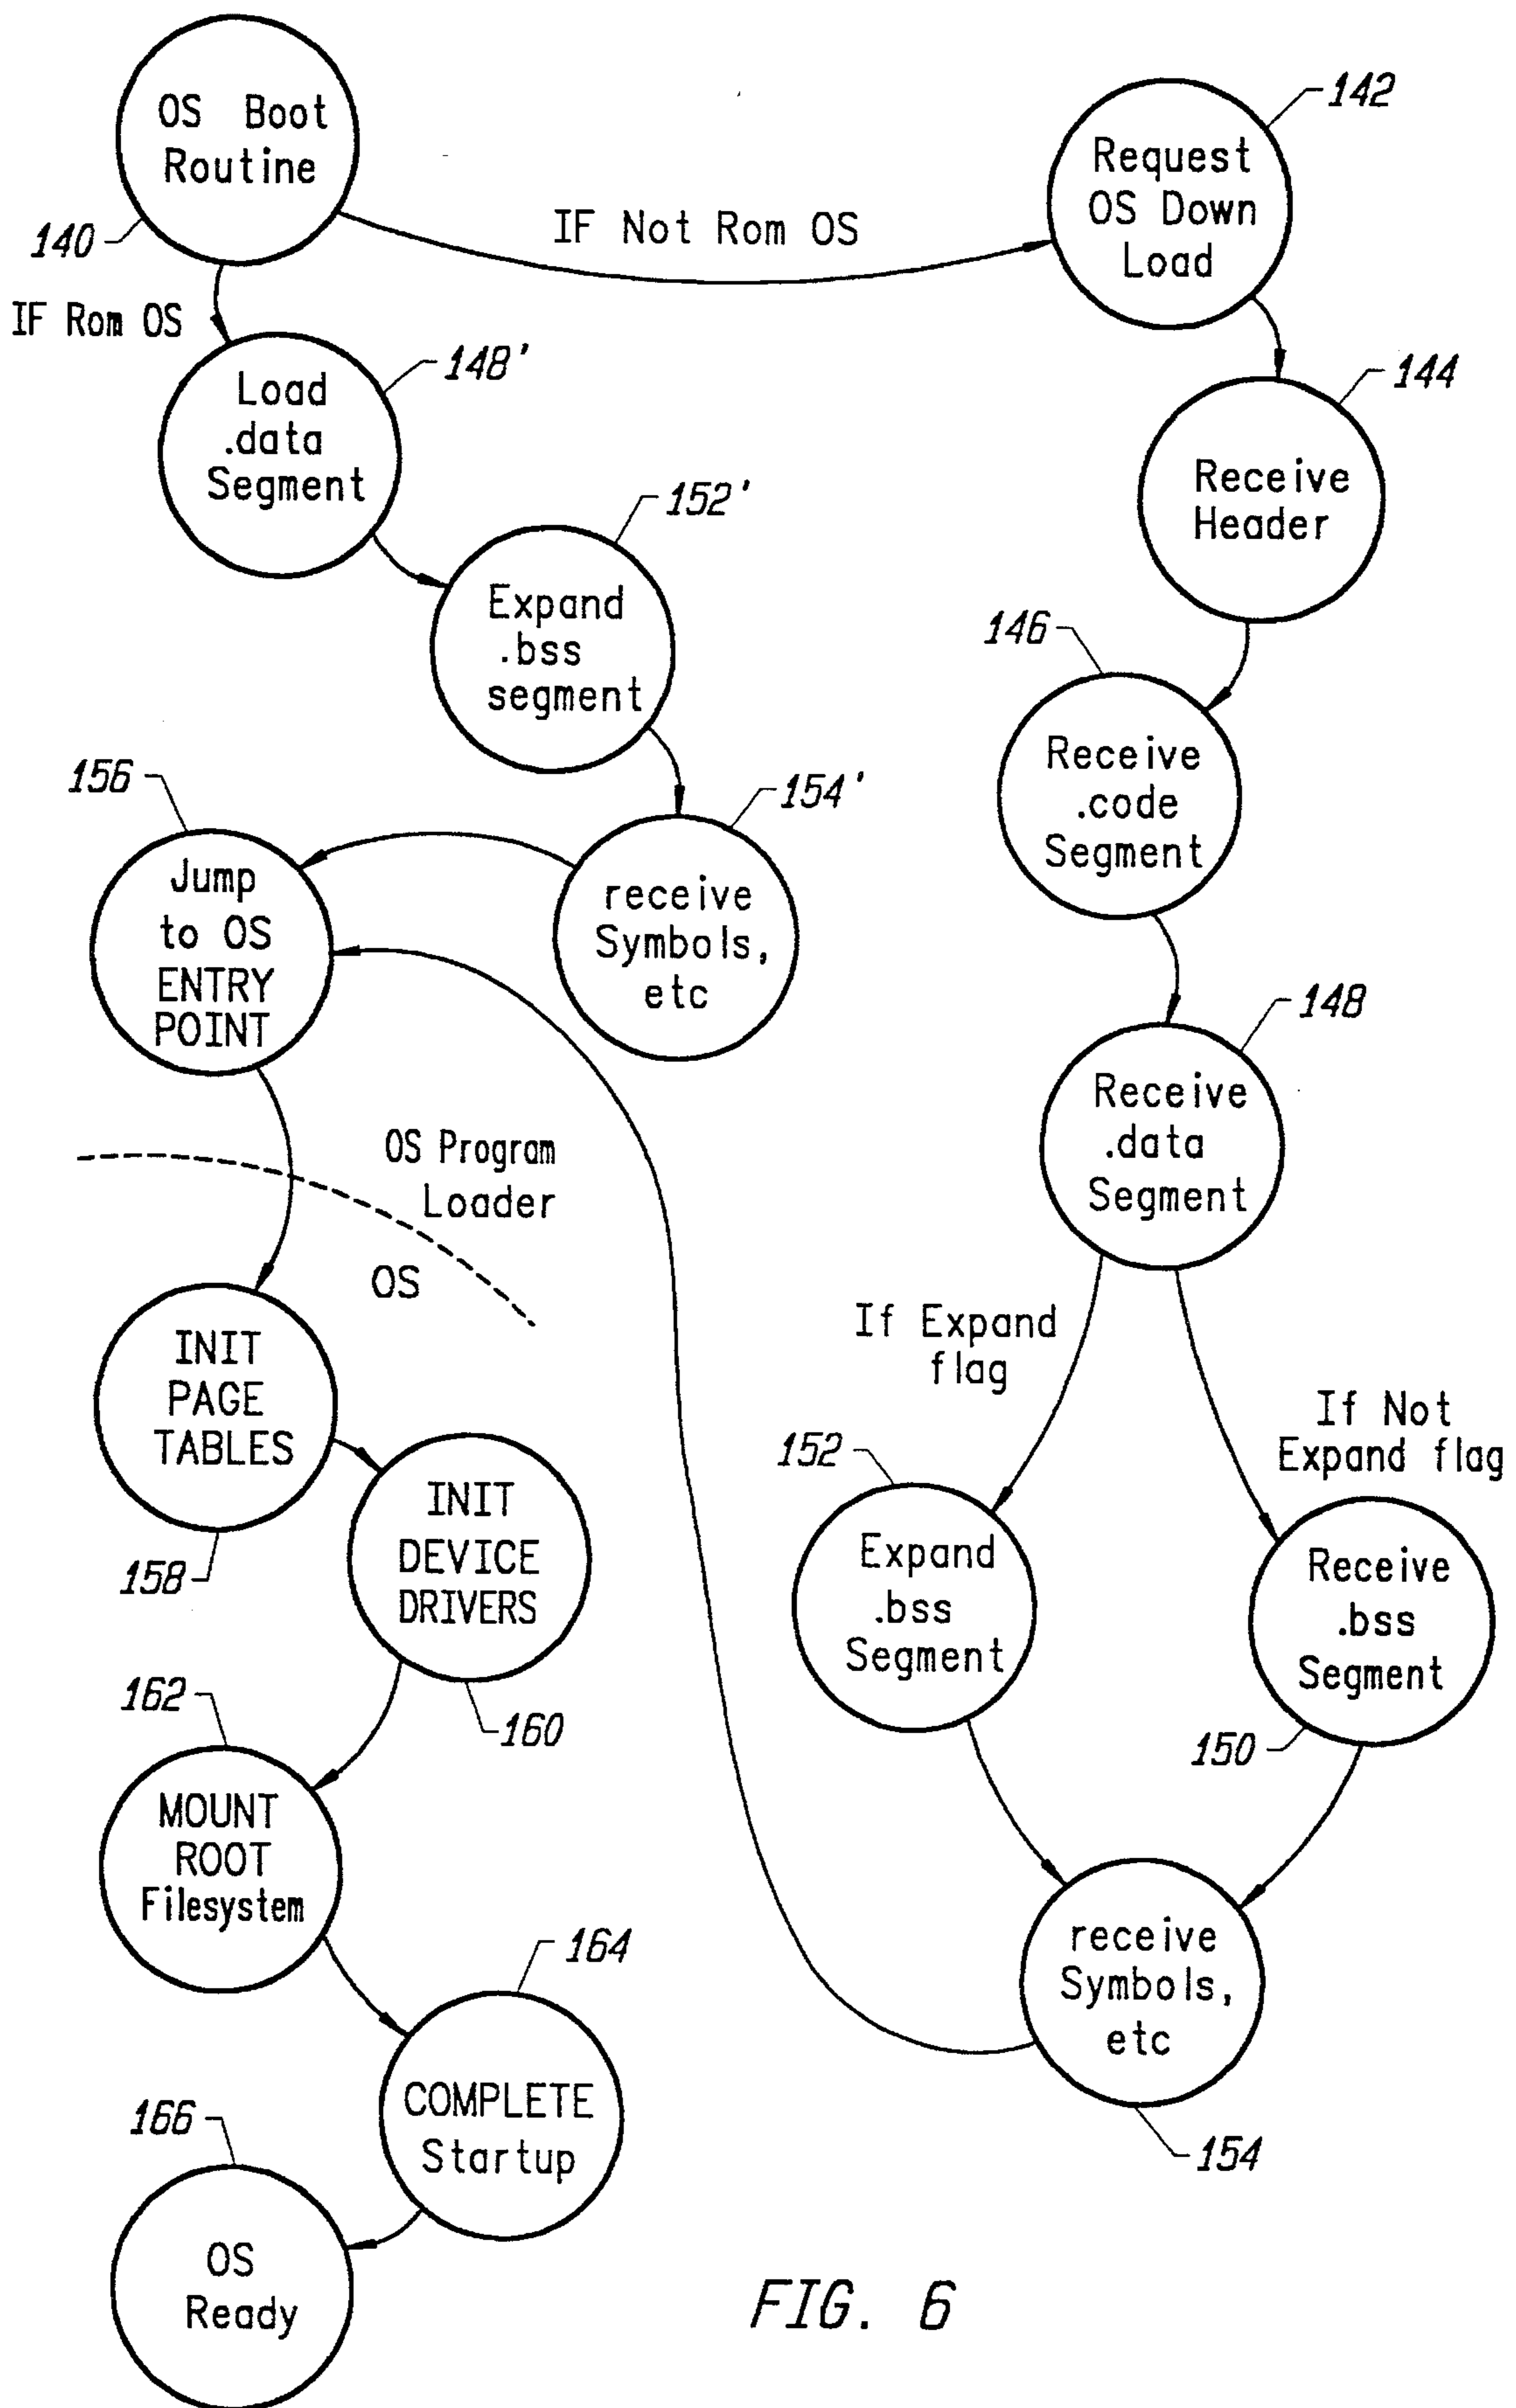 OS Boot
Routine
140
IF Not Rom OS
142
Request
OS Down
Load
IF Rom OS
148'
Load
.data
Segment
144
Receive
Header
152'
Expand
.bss
segment
146
Receive
.code
Segment
154'
receive
Symbols,
etc
156
Jump
to OS
ENTRY
POINT
148
Receive
.data
Segment
OS Program
Loader
OS
If Expand
flag
If Not
Expand flag
INIT
PAGE
TABLES
158
INIT
DEVICE
DRIVERS
160
152
Expand
.bss
Segment
Receive
.bss
Segment
150
162
MOUNT
ROOT
Filesystem
receive
Symbols,
etc
154
164
COMPLETE
Startup
166
OS
Ready
FIG. 6